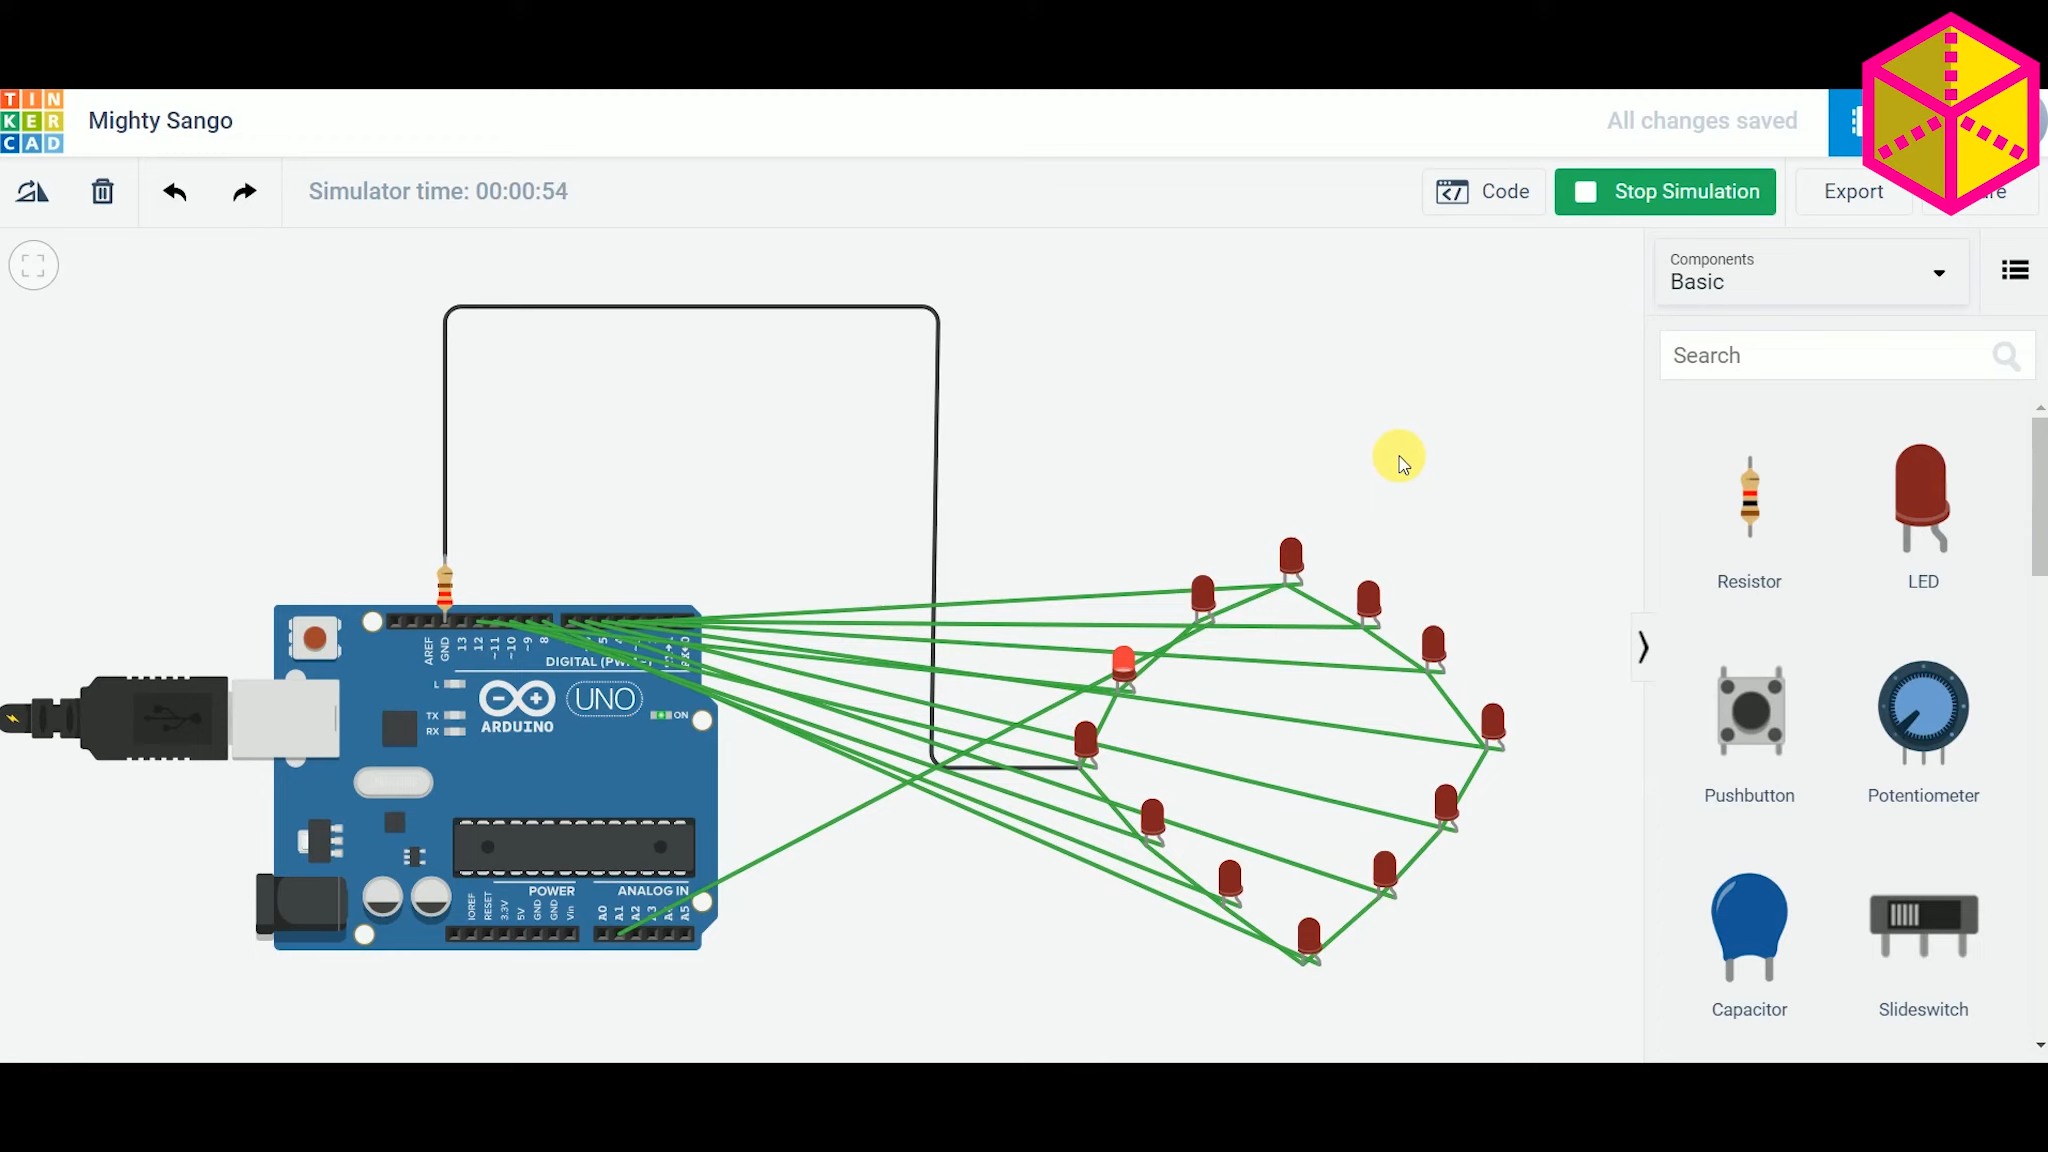 TIN
KER
CAD
Mighty Sango
All changes saved
Simulator time: 00:00:54
Code
Stop Simulation
Export
Components
Basic
Search
Resistor
LED
Pushbutton
Potentiometer
Capacitor
Slideswitch
AREF
GND
13
12
~11
~10
~9
8
DIGITAL
L
TX
RX
UNO
ARDUINO
ON
POWER
ANALOG IN
IOREF
RESET
3.3V
5V
GND
GND
Vin
A0
A1
A2
A5